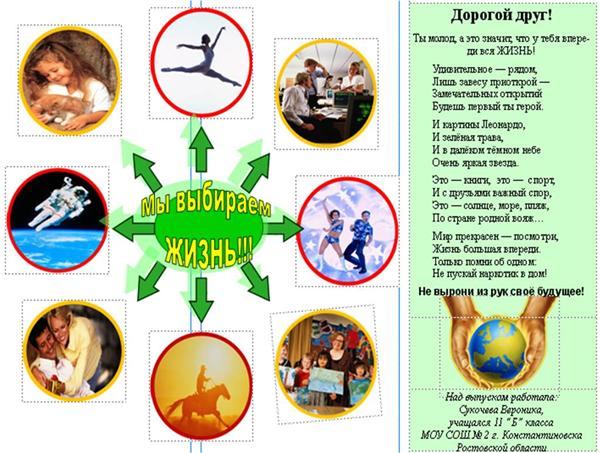 Мы выбираем
ЖИЗНЬ!!!
Дорогой друг!
Ты молод, а это значит, что у тебя впере-
ди вся ЖИЗНЬ!
Удивительное — рядом,
Лишь завесу приоткрой —
Замечательных открытий
Будешь первый ты герой.
И картины Леонардо,
И зелёная трава,
И в далёком тёмном небе
Очень яркая звезда.
Это — книги, это — спорт,
И с друзьями важный спор,
Это — солнце, море, пляж,
По стране родной вояж…
Мир прекрасен — посмотри,
Жизнь большая впереди.
Только помни об одном:
Не пускай наркотик в дом!
Не вырони из рук своё будущее!
Над выпуском работала:
Сукочева Вероника,
учащаяся 11 "Б" класса
МОУ СОШ № 2 г. Константиновска
Ростовской области